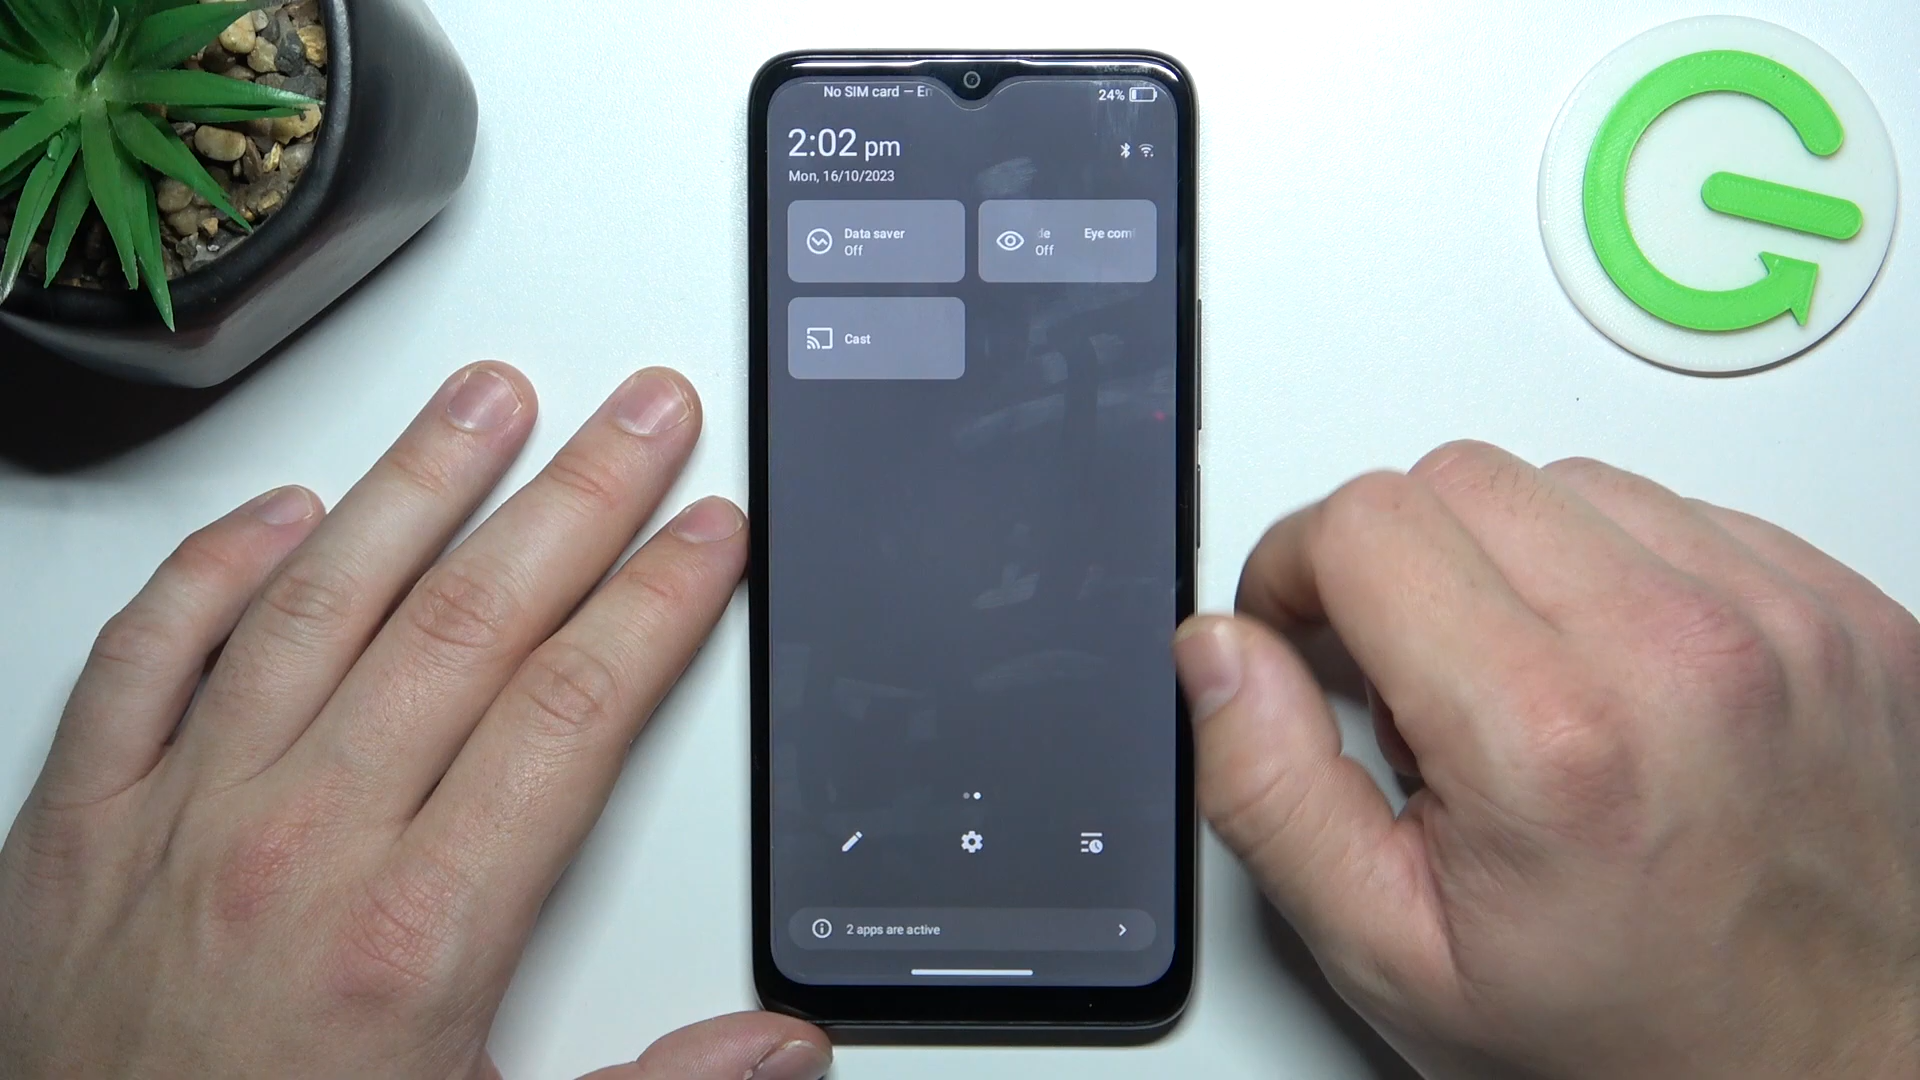 No SIM card — 
24%
2:02 pm
Mon, 16/10/2023
Data saver
Off
Eye
Off
Cast
2 apps are active